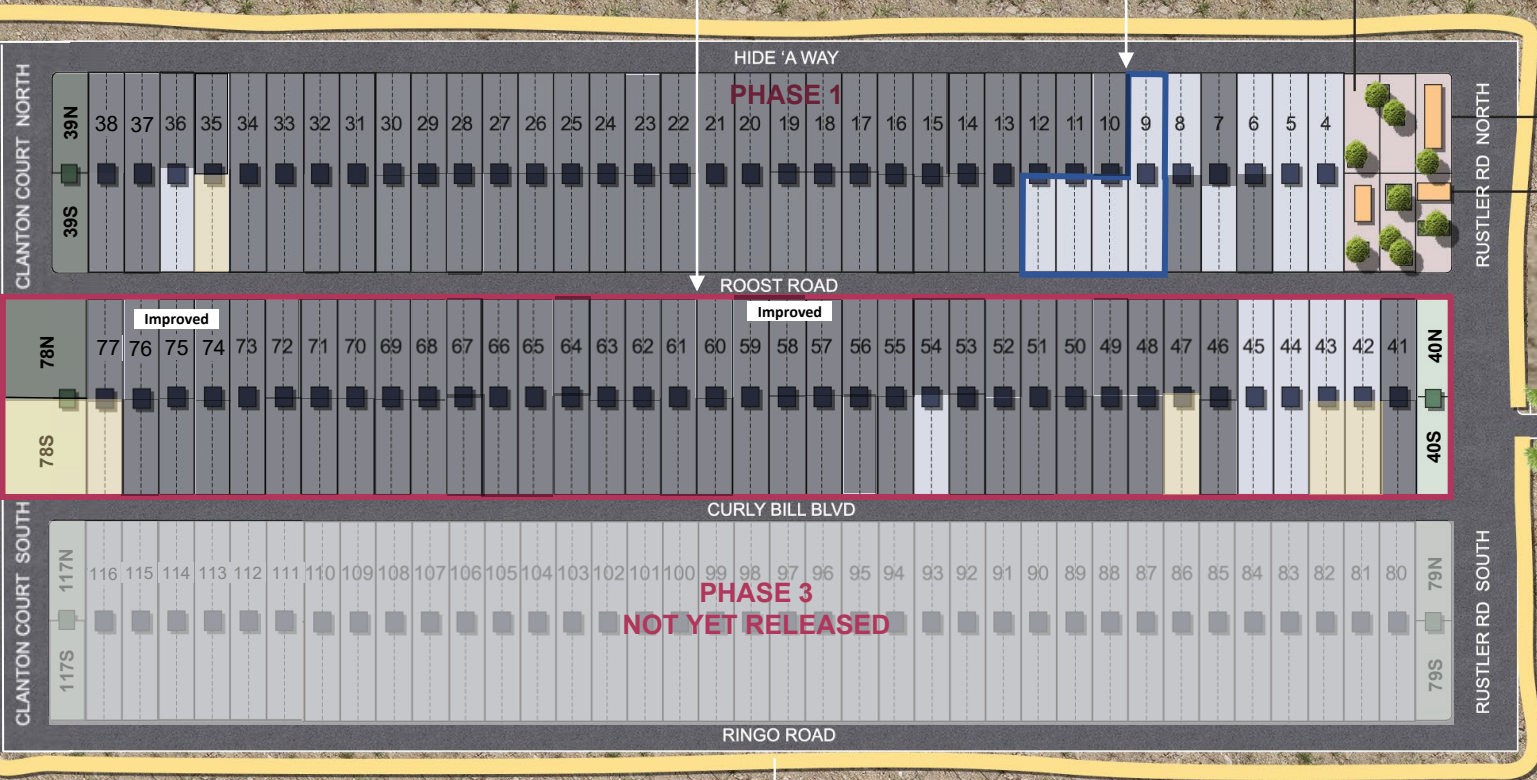 HIDE 'A WAY
PHASE 1
CLANTON COURT NORTH
39N
38 37 36 35 34 33 32 31 30 29 28 27 26 25 24 23 22 21 20 19 18 17 16 15 14 13 12 11 10 9 8 7 6 5 4
39S
RUSTLER RD NORTH
ROOST ROAD
Improved
Improved
78N
77 76 75 74 73 72 71 70 69 68 67 66 65 64 63 62 61 60 59 58 57 56 55 54 53 52 51 50 49 48 47 46 45 44 43 42 41
40N
78S
40S
CURLY BILL BLVD
CLANTON COURT SOUTH
117N
116 115 114 113 112 111 110 109 108 107 106 105 104 103 102 101 100 99 98 97 96 95 94 93 92 91 90 89 88 87 86 85 84 83 82 81 80
79N
PHASE 3
NOT YET RELEASED
117S
79S
RUSTLER RD SOUTH
RINGO ROAD